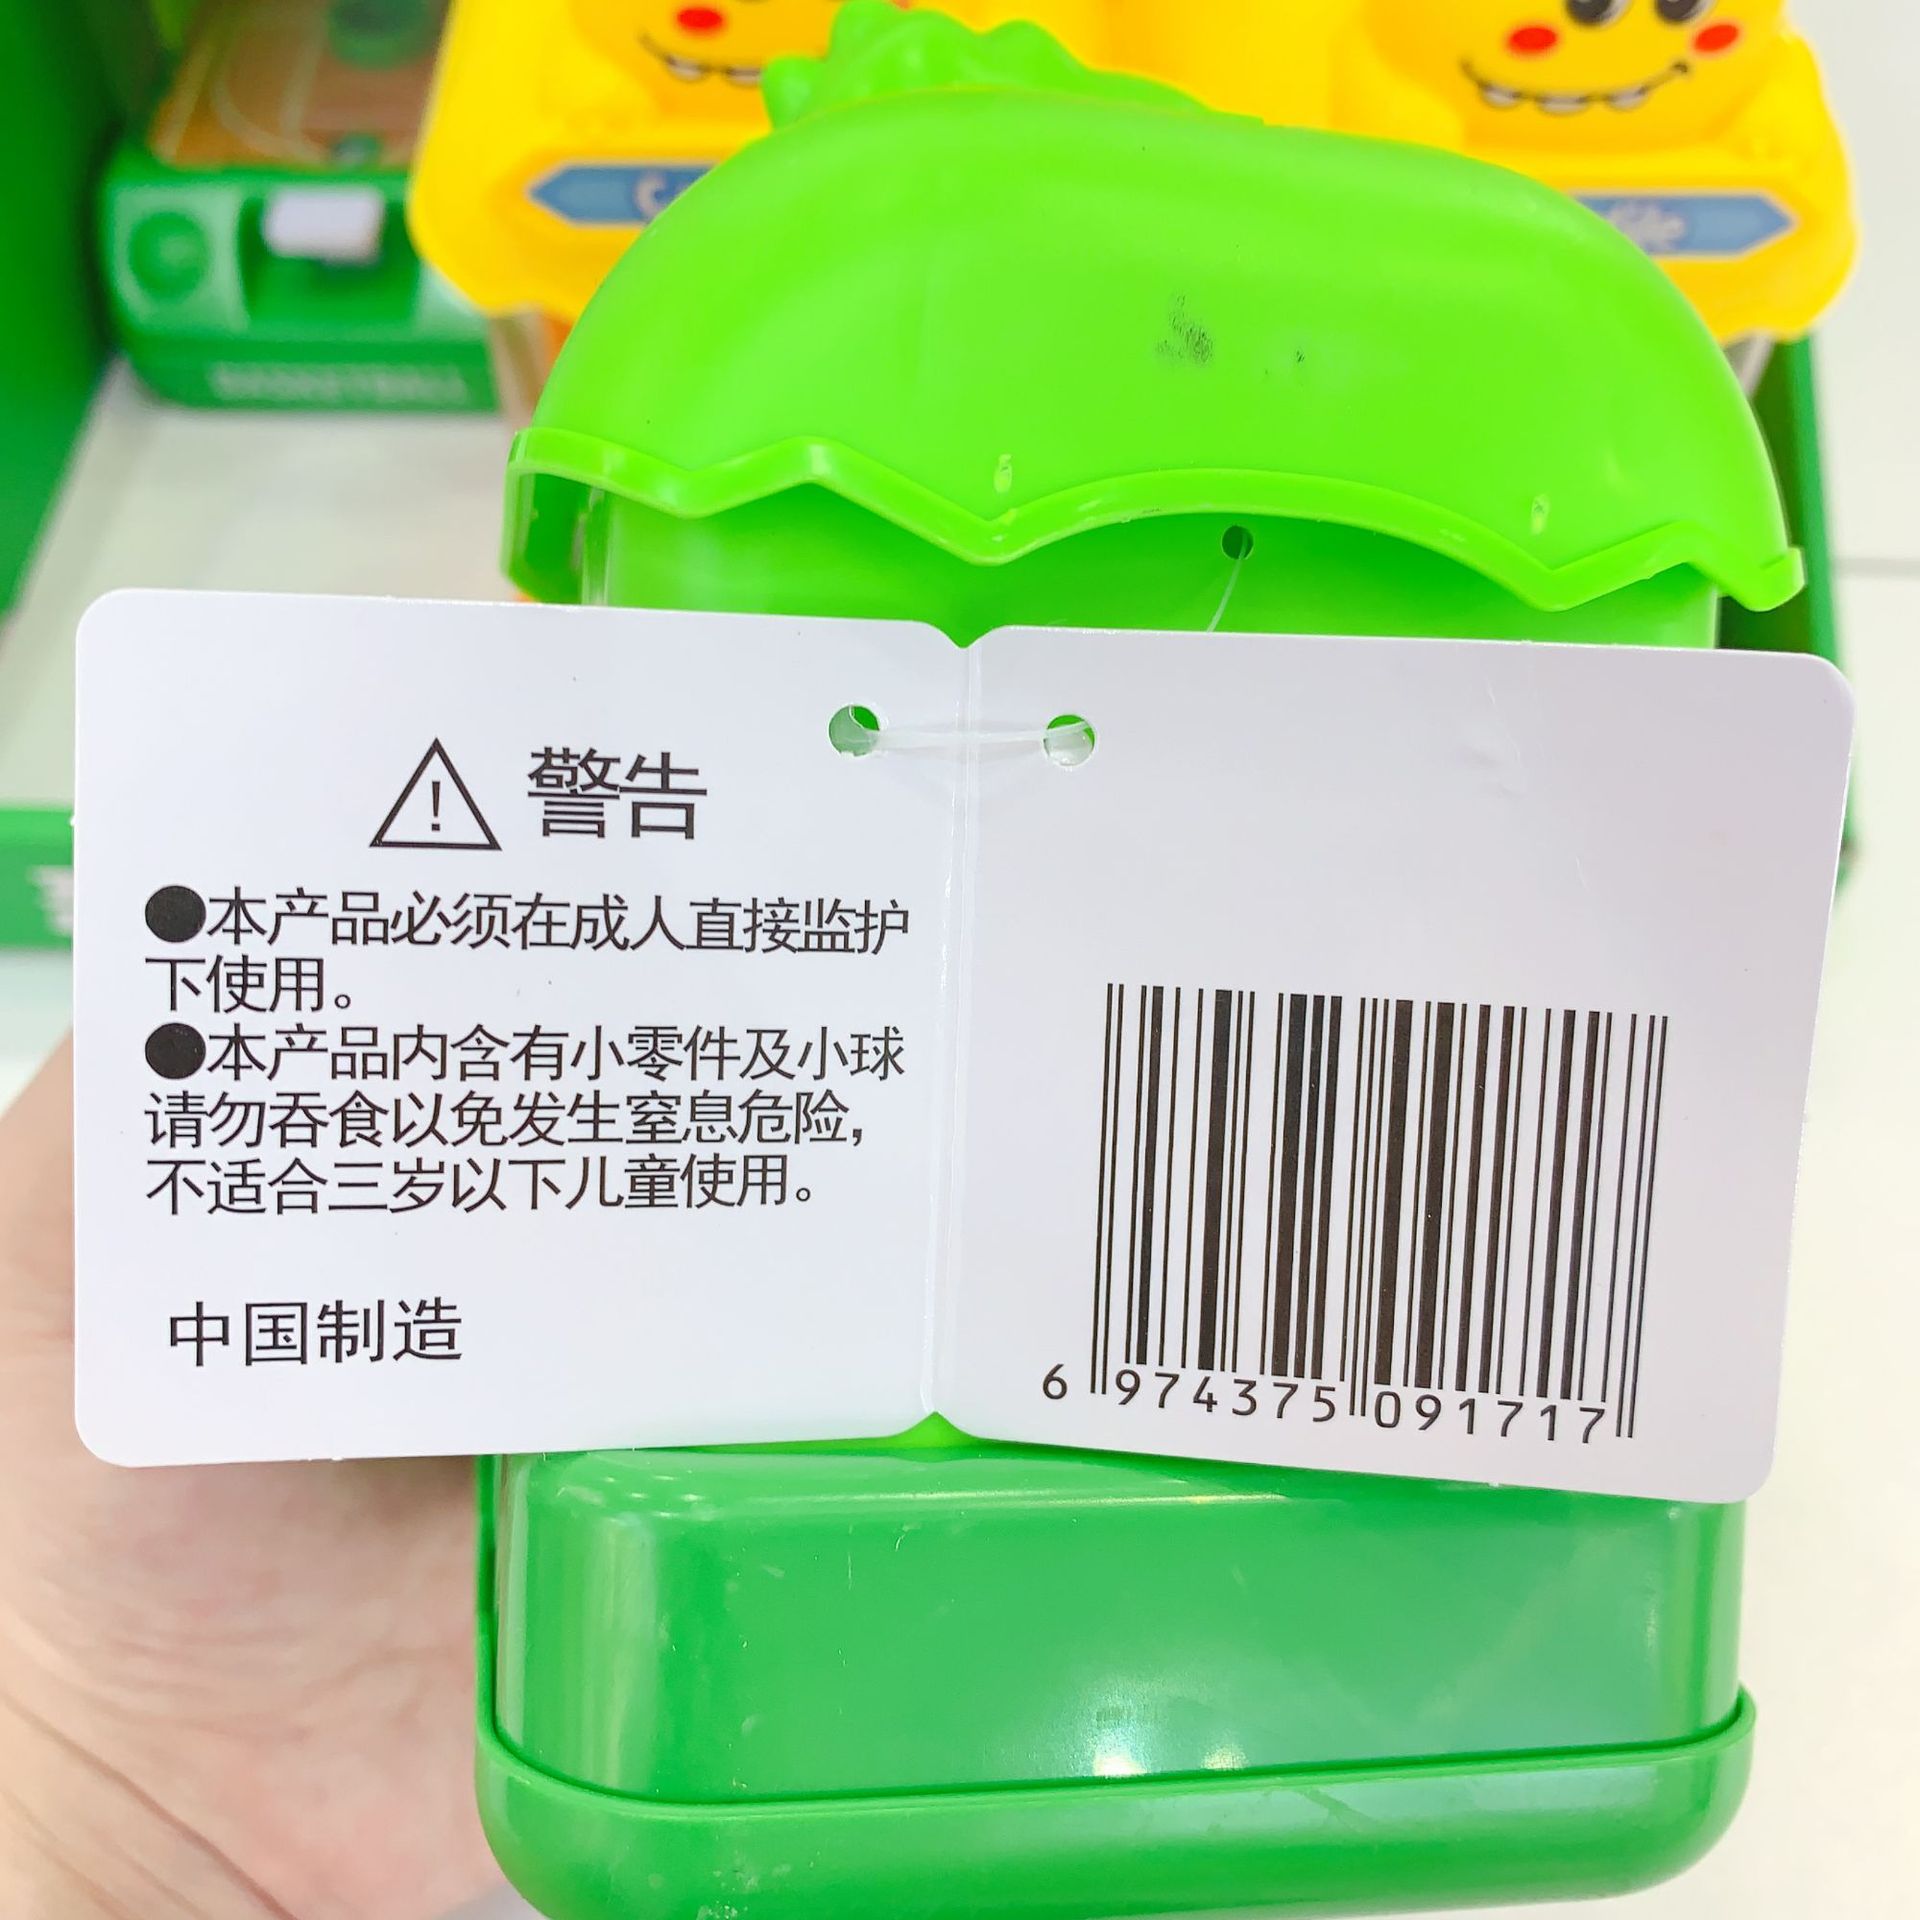 BASKETBALL
警告
●本产品必须在成人直接监护
下使用。
●本产品内含有小零件及小球
请勿吞食以免发生窒息危险，
不适合三岁以下儿童使用。
中国制造
6 974375 091717